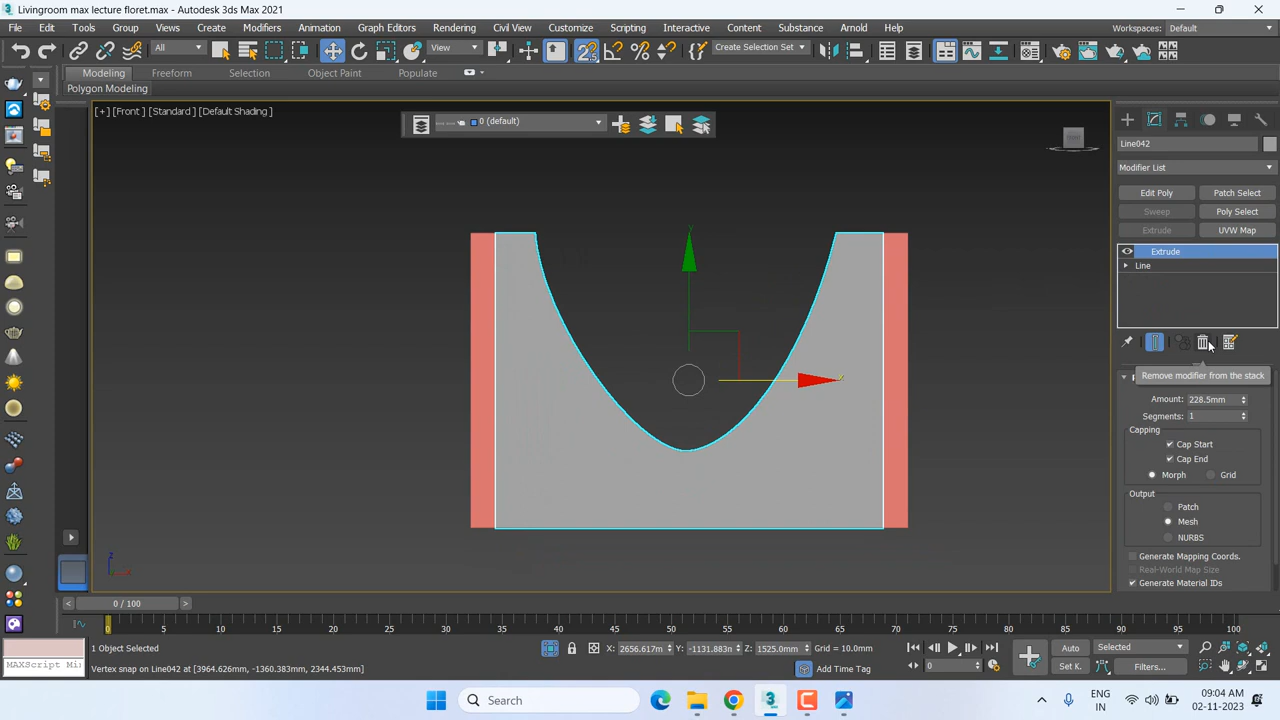 Livingroom max lecture floret.max - Autodesk 3ds Max 2021
File Edit Tools Group Views Create Modifiers Animation Graph Editors Rendering Civil View Customize Scripting Interactive Content Substance Arnold Help
Workspaces: Default
All
View
Create Selection Set
Modeling Freeform Selection Object Paint Populate
Polygon Modeling
[+] [Front ] [Standard ] [Default Shading ]
0 (default)
Line042
Modifier List
Edit Poly Patch Select
Sweep Poly Select
Extrude UVW Map
Extrude
Line
Remove modifier from the stack
Amount: 228.5mm
Segments: 1
Capping
Cap Start
Cap End
Morph Grid
Output
Patch
Mesh
NURBS
Generate Mapping Coords.
Real-World Map Size
Generate Material IDs
Y
X
z
x
< 0 / 100 >
0 5 10 15 20 25 30 35 40 45 50 55 60 65 70 75 80 85 90 95 100
1 Object Selected
X: 2656.617m Y: -1131.883m Z: 1525.0mm Grid = 10.0mm
Auto Selected
MAXScript Mi
Vertex snap on Line042 at [3964.626mm, -1360.383mm, 2344.453mm]
Add Time Tag
0
Set K. Filters...
Search
ENG
IN
09:04 AM
02-11-2023